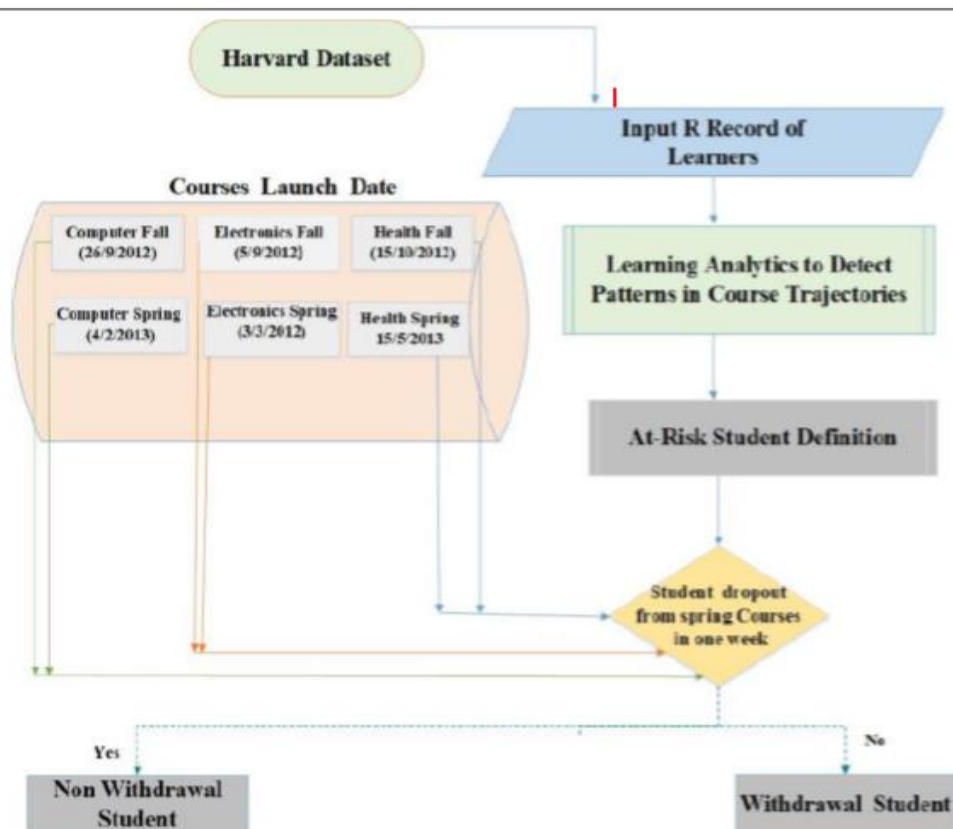 Harvard Dataset
Input R Record of
Learners
Courses Launch Date
Computer Fall
(26/9/2012)
Electronics Fall
(5/9/2012)
Health Fall
(15/10/2012)
Learning Analytics to Detect
Patterns in Course Trajectories
Computer Spring
(4/2/2013)
Electronics Spring
(3/3/2012)
Health Spring
15/5/2013
At-Risk Student Definition
Student dropout
from spring Courses
in one week
Yes
No
Non Withdrawal
Student
Withdrawal Student